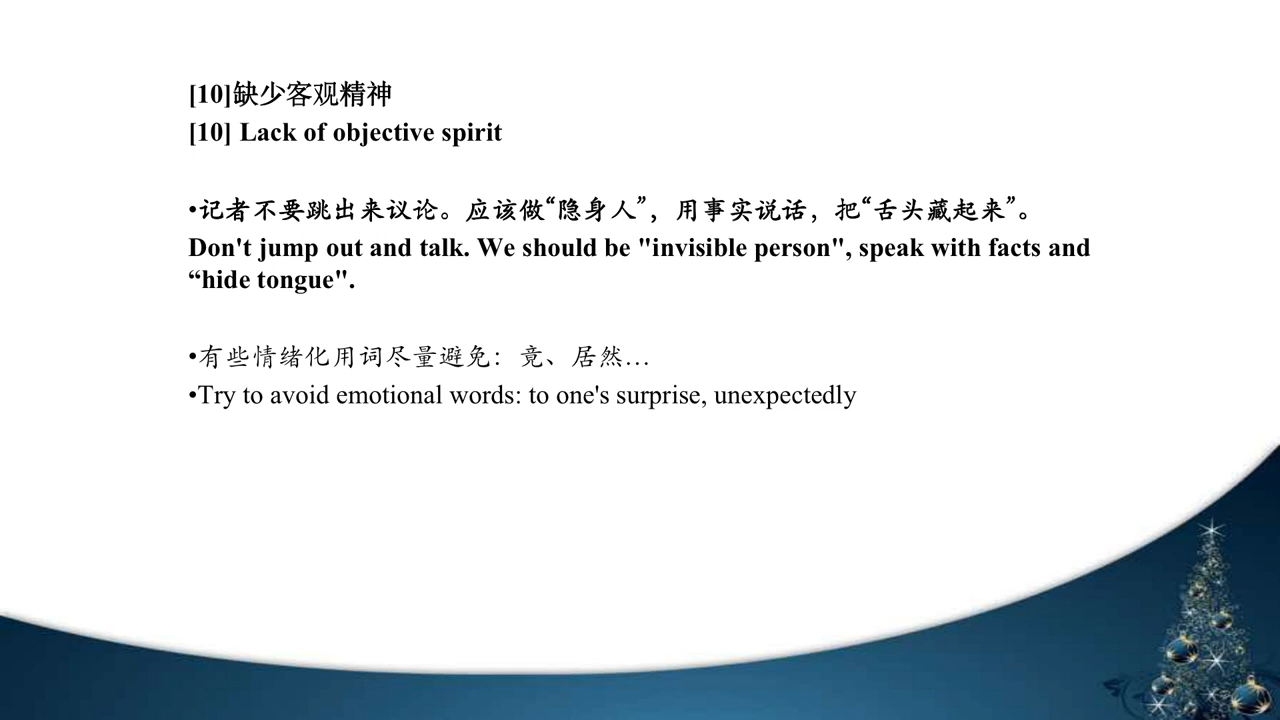 [10]缺少客观精神
[10] Lack of objective spirit
•记者不要跳出来议论。应该做“隐身人”，用事实说话，把“舌头藏起来”。
Don't jump out and talk. We should be "invisible person", speak with facts and
“hide tongue".
•有些情绪化用词尽量避免：竟、居然…
•Try to avoid emotional words: to one's surprise, unexpectedly